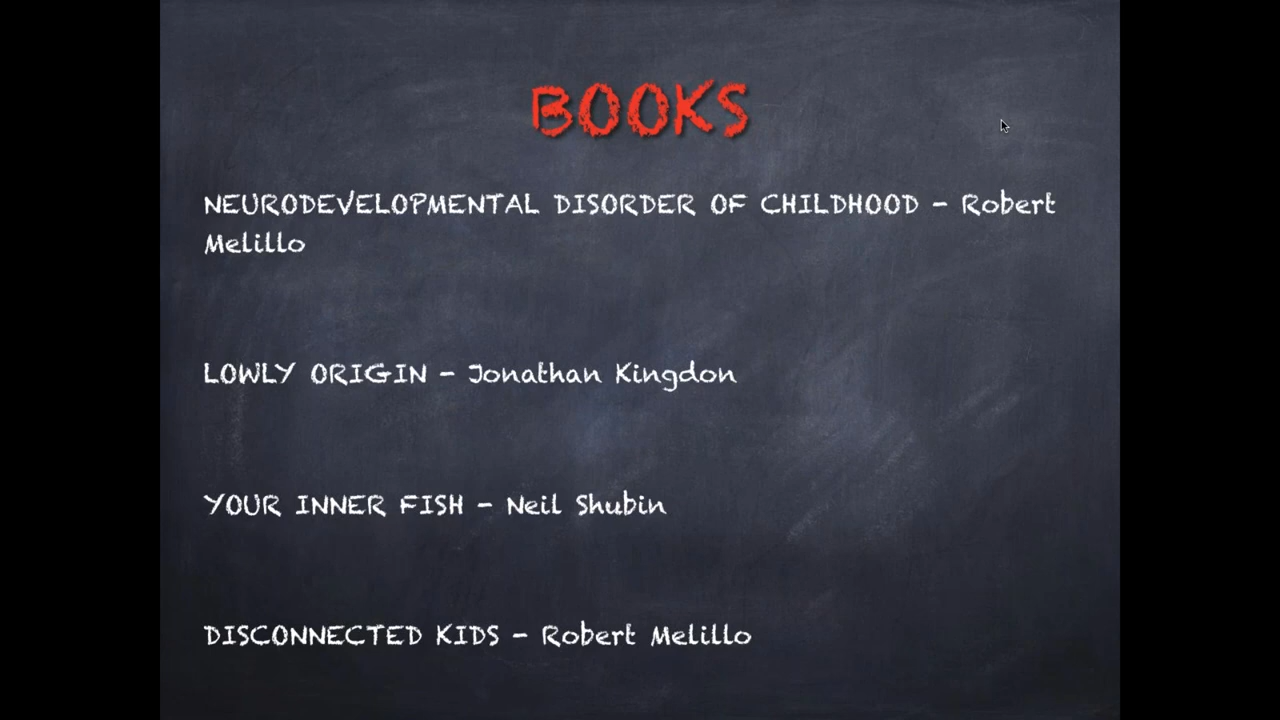 BOOKS
NEURODEVELOPMENTAL DISORDER OF CHILDHOOD - Robert
Melillo
LOWLY ORIGIN - Jonathan Kingdon
YOUR INNER FISH - Neil Shubin
DISCONNECTED KIDS - Robert Melillo